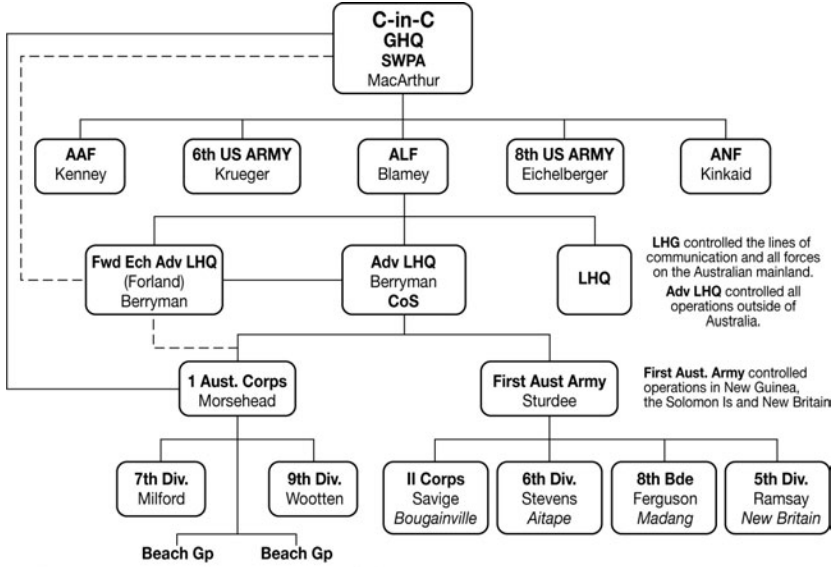 C-in-C
GHQ
SWPA
MacArthur
AAF
Kenney
6th US ARMY
Krueger
ALF
Blamey
8th US ARMY
Eichelberger
ANF
Kinkaid
Fwd Ech Adv LHQ
(Forland)
Berryman
Adv LHQ
Berryman
CoS
LHQ
LHG controlled the lines of
communication and all forces
on the Australian mainland.
Adv LHQ controlled all
operations outside of
Australia.
1 Aust. Corps
Morsehead
First Aust Army
Sturdee
First Aust. Army controlled
operations in New Guinea,
the Solomon Is and New Britain
7th Div.
Milford
9th Div.
Wootten
II Corps
Savige
Bougainville
6th Div.
Stevens
Aitape
8th Bde
Ferguson
Madang
5th Div.
Ramsay
New Britain
Beach Gp
Beach Gp